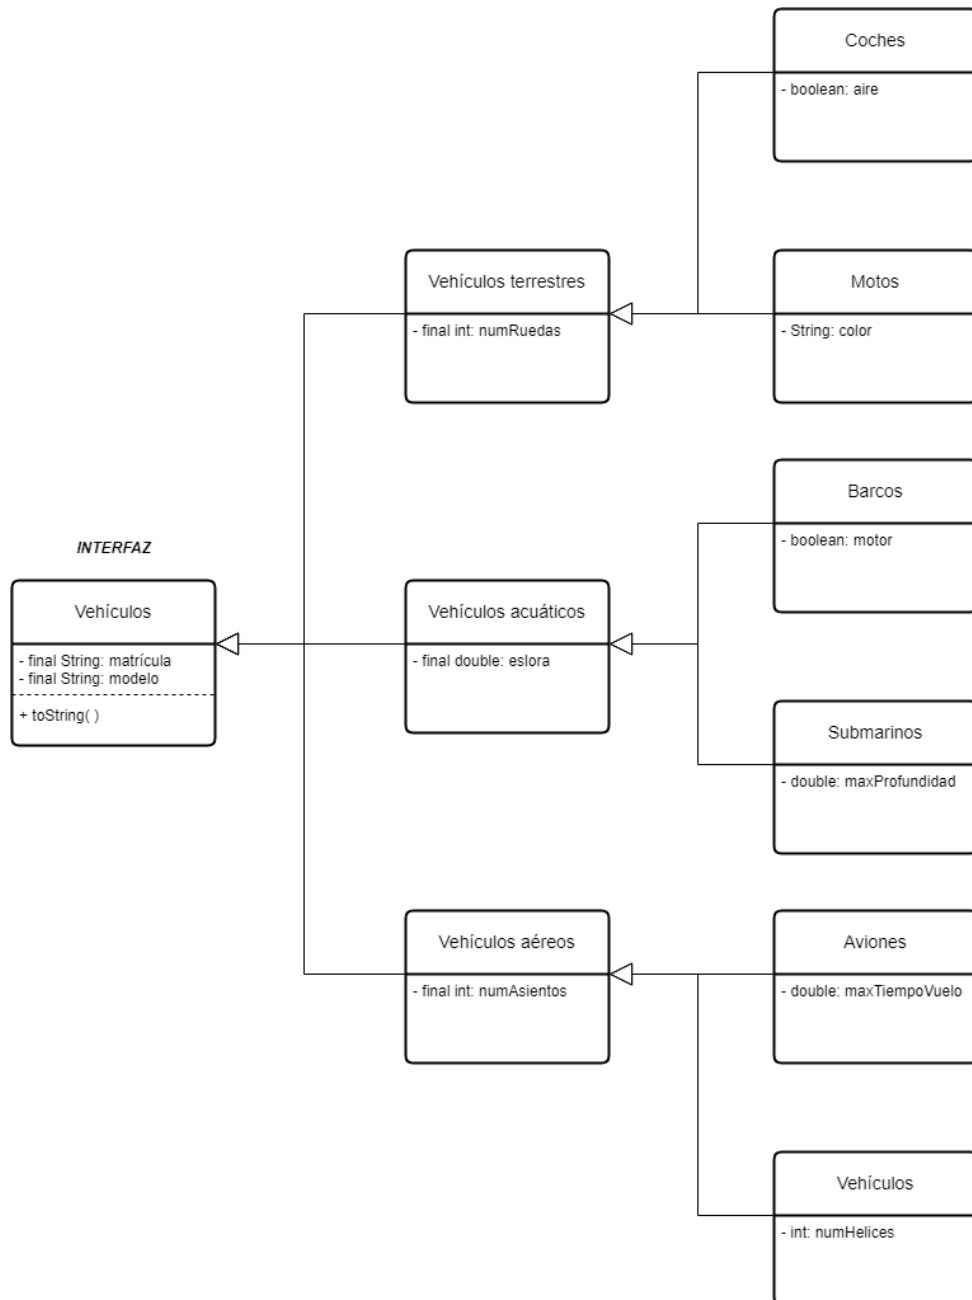 Coches
- boolean: aire
Vehículos terrestres
- final int: numRuedas
Motos
- String: color
Barcos
- boolean: motor
INTERFAZ
Vehículos
- final String: matrícula
- final String: modelo
+ toString( )
Vehículos acuáticos
- final double: eslora
Submarinos
- double: maxProfundidad
Vehículos aéreos
- final int: numAsientos
Aviones
- double: maxTiempoVuelo
Vehículos
- int: numHelices